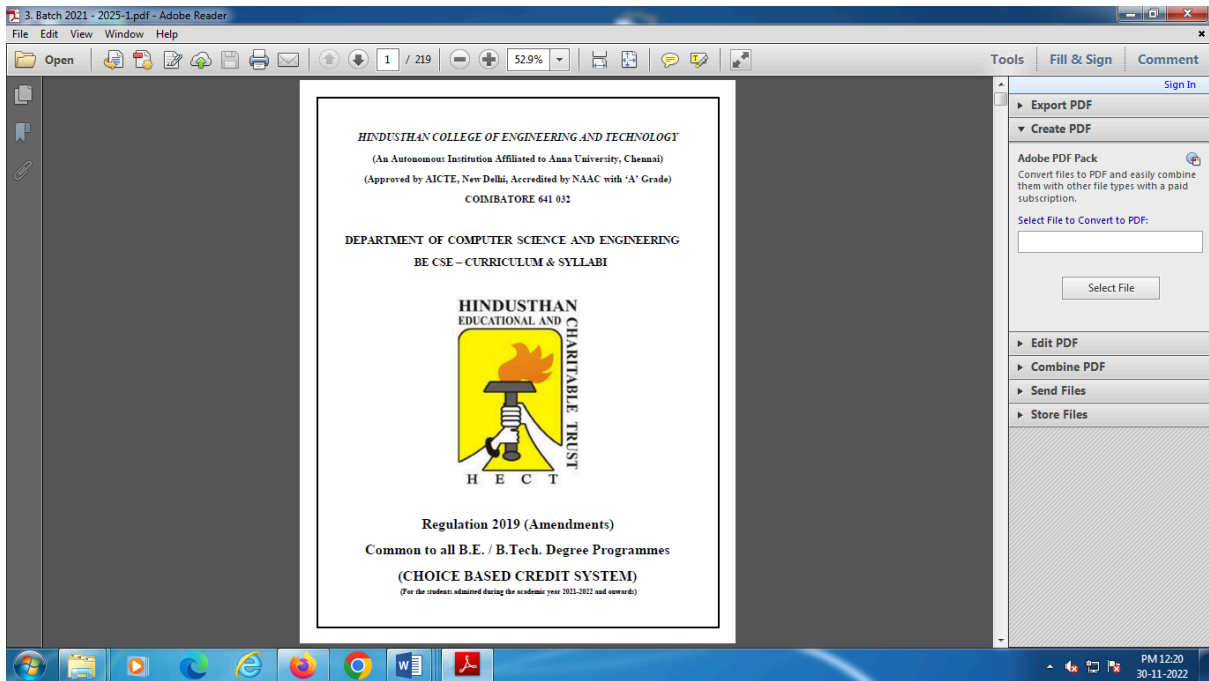 3. Batch 2021 - 2025-1.pdf - Adobe Reader
File Edit View Window Help
Open 1 / 219 52.9% Tools Fill & Sign Comment
Sign In
HINDUSTHAN COLLEGE OF ENGINEERING AND TECHNOLOGY
(An Autonomous Institution Affiliated to Anna University, Chennai)
(Approved by AICTE, New Delhi, Accredited by NAAC with ‘A’ Grade)
COIMBATORE 641 032
DEPARTMENT OF COMPUTER SCIENCE AND ENGINEERING
BE CSE – CURRICULUM & SYLLABI
HINDUSTHAN
EDUCATIONAL AND
CHARITABLE TRUST
H E C T
Regulation 2019 (Amendments)
Common to all B.E. / B.Tech. Degree Programmes
(CHOICE BASED CREDIT SYSTEM)
(For the students admitted during the academic year 2021-2022 and onwards)
Export PDF
Create PDF
Adobe PDF Pack
Convert files to PDF and easily combine
them with other file types with a paid
subscription.
Select File to Convert to PDF:
Select File
Edit PDF
Combine PDF
Send Files
Store Files
PM 12:20
30-11-2022